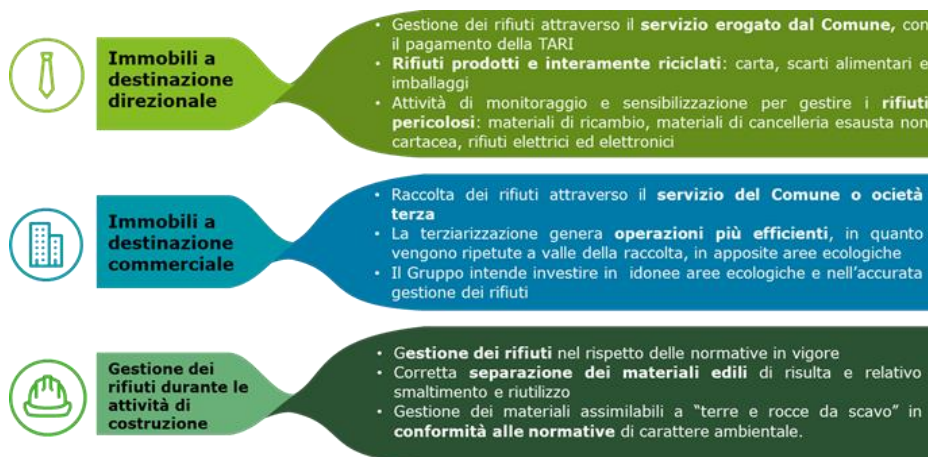 Immobili a
destinazione
direzionale
• Gestione dei rifiuti attraverso il servizio erogato dal Comune, con
il pagamento della TARI
• Rifiuti prodotti e interamente riciclati: carta, scarti alimentari e
imballaggi
• Attività di monitoraggio e sensibilizzazione per gestire i rifiuti
pericolosi: materiali di ricambio, materiali di cancelleria esausta non
cartacea, rifiuti elettrici ed elettronici
Immobili a
destinazione
commerciale
• Raccolta dei rifiuti attraverso il servizio del Comune o ocietà
terza
• La terziarizzazione genera operazioni più efficienti, in quanto
vengono ripetute a valle della raccolta, in apposite aree ecologiche
• Il Gruppo intende investire in idonee aree ecologiche e nell'accurata
gestione dei rifiuti
Gestione dei
rifiuti durante le
attività di
costruzione
• Gestione dei rifiuti nel rispetto delle normative in vigore
• Corretta separazione dei materiali edili di risulta e relativo
smaltimento e riutilizzo
• Gestione dei materiali assimilabili a "terre e rocce da scavo" in
conformità alle normative di carattere ambientale.